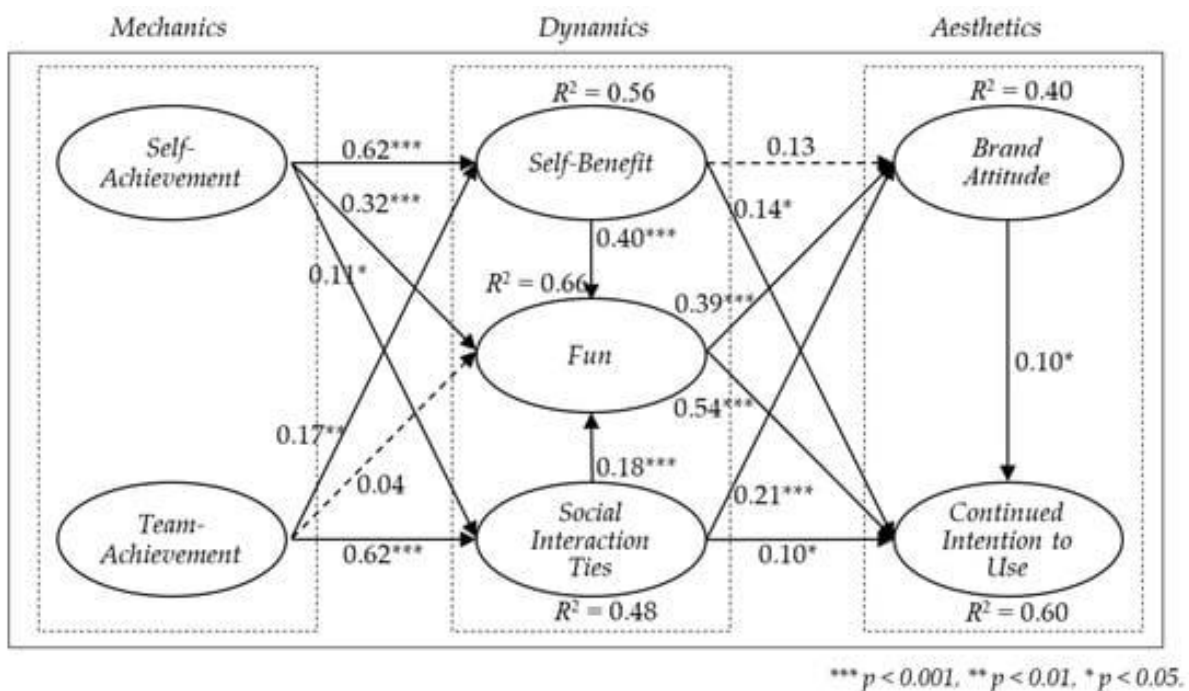 Mechanics
Dynamics
Aesthetics
R² = 0.56
R² = 0.40
Self-
Achievement
0.62***
Self-Benefit
0.13
Brand
Attitude
0.32***
0.14*
0.40***
0.11*
R² = 0.66
0.39***
Fun
0.10*
0.54***
0.17**
0.18***
0.04
0.21***
Team-
Achievement
0.62***
Social
Interaction
Ties
0.10*
Continued
Intention to
Use
R² = 0.48
R² = 0.60
*** p < 0.001, ** p < 0.01, * p < 0.05.